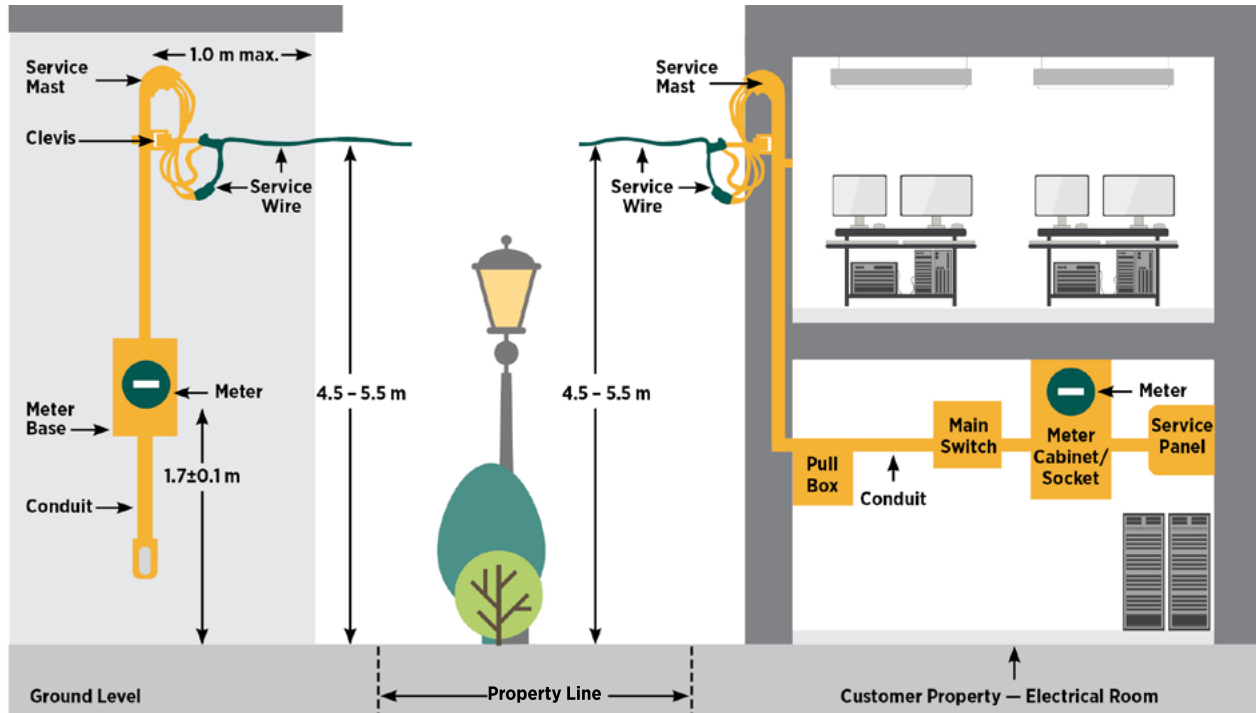 1.0 m max.
Service
Mast
Clevis
Service
Wire
Meter
Meter
Base
1.7±0.1 m
Conduit
4.5 – 5.5 m
Ground Level
Property Line
4.5 – 5.5 m
Service
Mast
Service
Wire
Pull
Box
Conduit
Main
Switch
Meter
Meter
Cabinet/
Socket
Service
Panel
Customer Property — Electrical Room